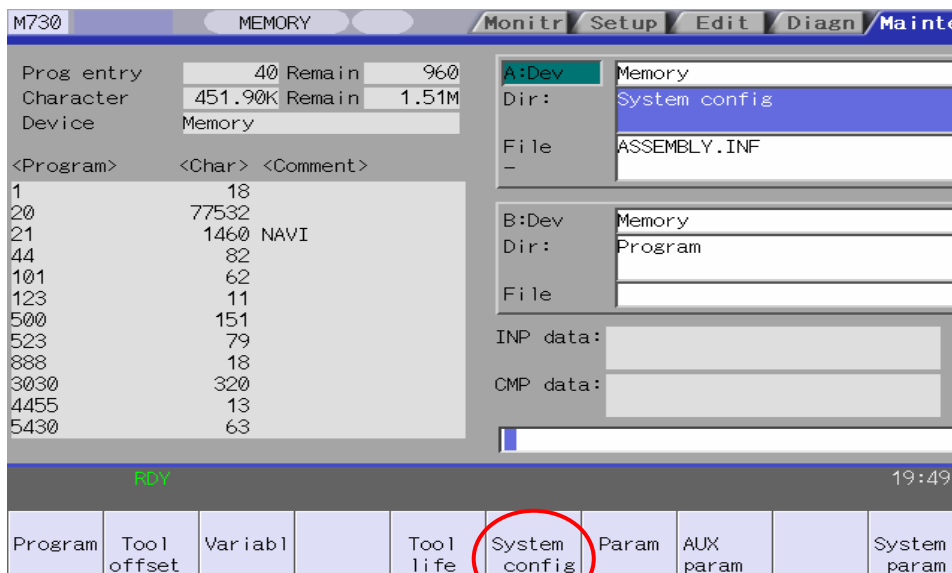 M730 MEMORY Monitr Setup Edit Diagn Mainte
Prog entry 40 Remain 960
Character 451.90K Remain 1.51M
Device Memory
<Program> <Char> <Comment>
1 18
20 77532
21 1460 NAVI
44 82
101 62
123 11
500 151
523 79
888 18
3030 320
4455 13
5430 63
A:Dev Memory
Dir: System config
File ASSEMBLY.INF
-
B:Dev Memory
Dir: Program
File
INP data:
CMP data:
RDY 19:49
Program Tool offset Variabl Tool life System config Param AUX param System param